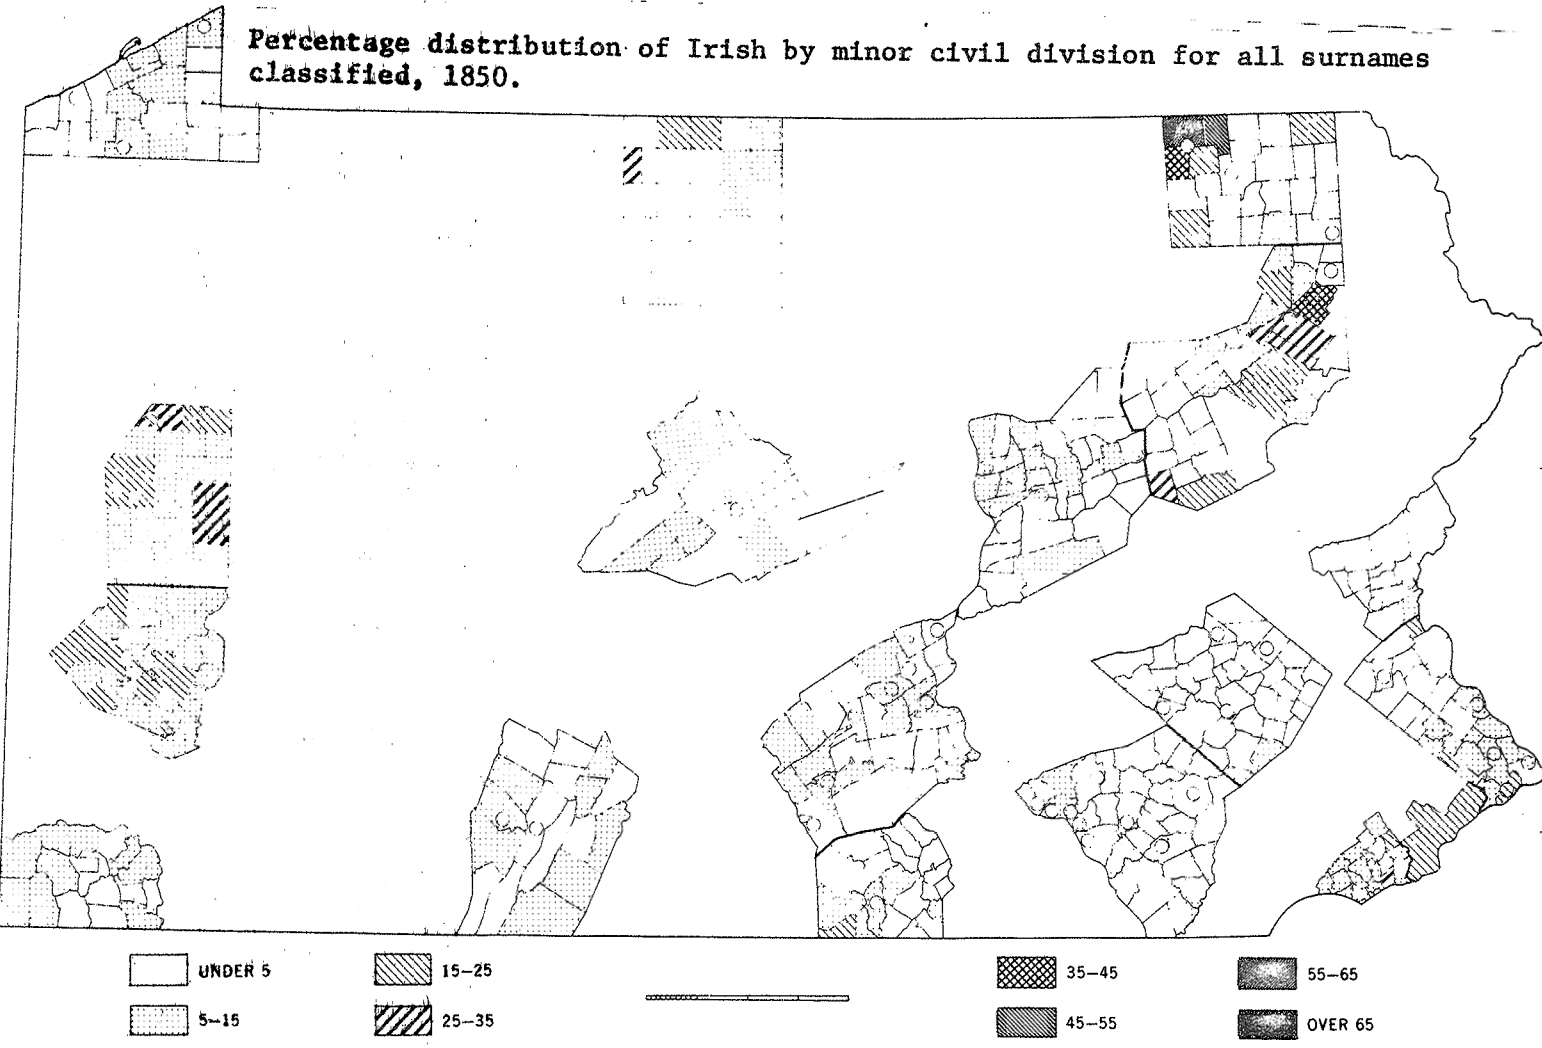 Percentage distribution of Irish by minor civil division for all surnames
classified, 1850.
UNDER 5
5–15
15–25
25–35
35–45
45–55
55–65
OVER 65